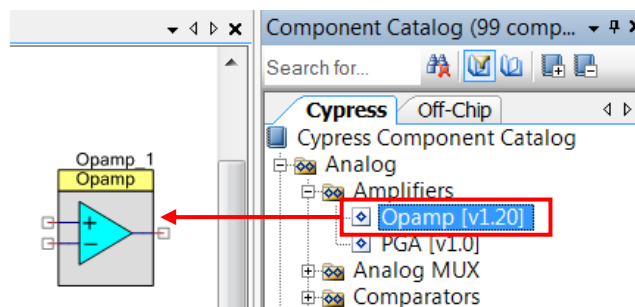 Component Catalog (99 comp...
Search for...
Cypress
Off-Chip
Cypress Component Catalog
Analog
Amplifiers
Opamp [v1.20]
PGA [v1.0]
Analog MUX
Comparators
Opamp_1
Opamp